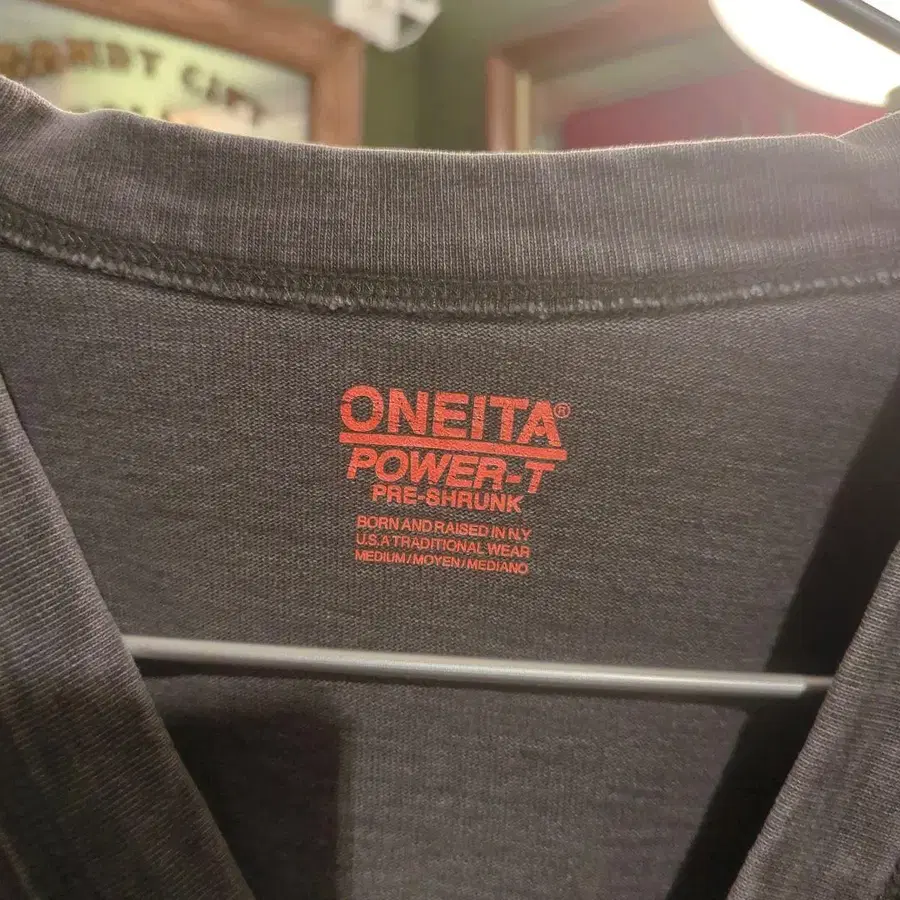 ONEITA®
POWER-T
PRE-SHRUNK
BORN AND RAISED IN N.Y
U.S.A TRADITIONAL WEAR
MEDIUM/MOYEN/MEDIANO